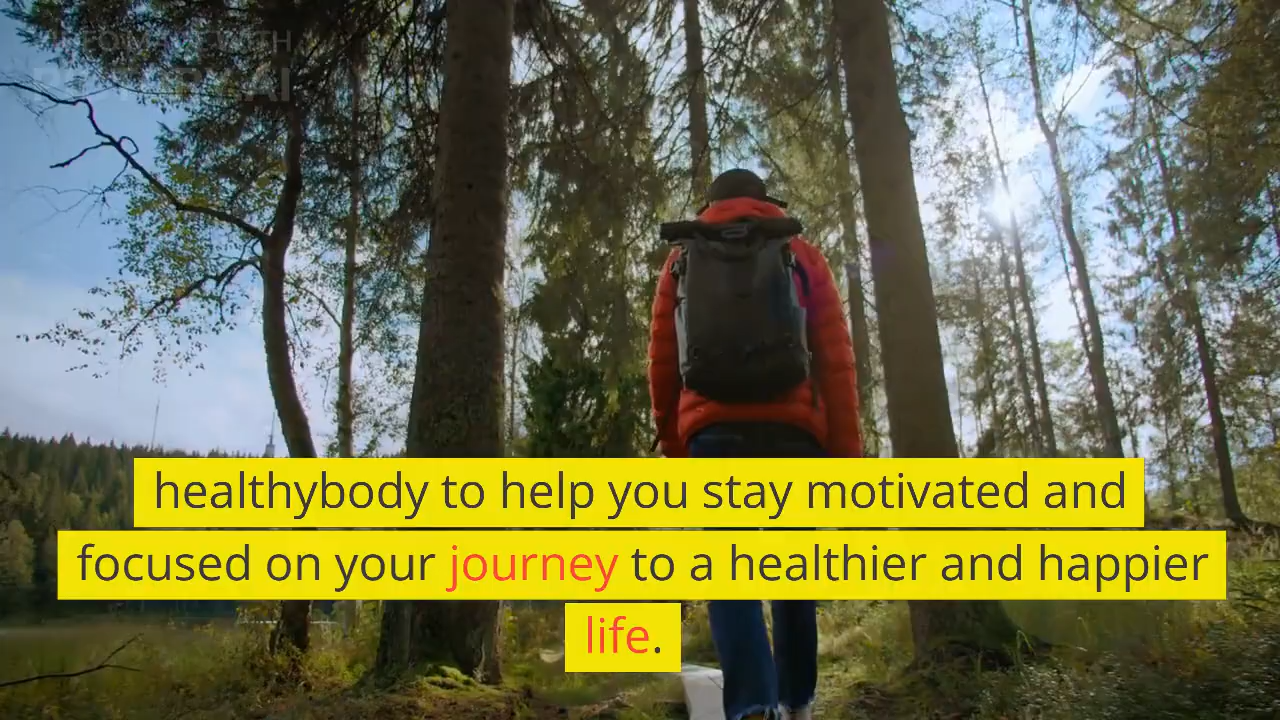 healthybody to help you stay motivated and
focused on your journey to a healthier and happier
life.